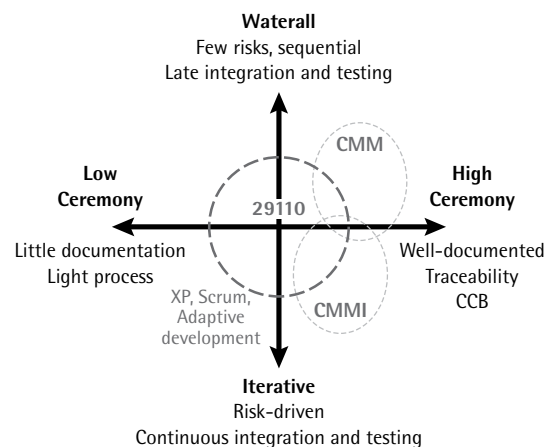 Waterall
Few risks, sequential
Late integration and testing
CMM
Low
Ceremony
High
Ceremony
29110
Little documentation
Light process
Well-documented
Traceability
CCB
XP, Scrum,
Adaptive
development
CMMI
Iterative
Risk-driven
Continuous integration and testing